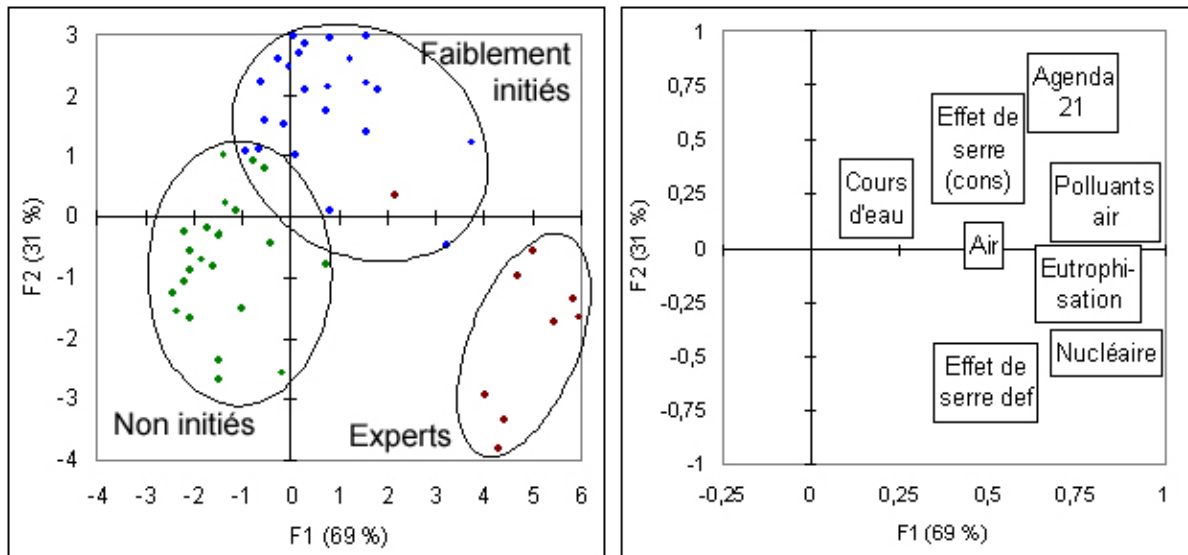 3
2
1
0
-1
-2
-3
-4
F2 (31 %)
Faiblement
initiés
Non initiés
Experts
-4 -3 -2 -1 0 1 2 3 4 5 6
F1 (69 %)
1
0,75
0,5
0,25
0
-0,25
-0,5
-0,75
-1
F2 (31 %)
Agenda
21
Effet de
serre
(cons)
Cours
d'eau
Polluants
air
Air
Eutrophi-
sation
Nucléaire
Effet de
serre def
-0,25 0 0,25 0,5 0,75 1
F1 (69 %)